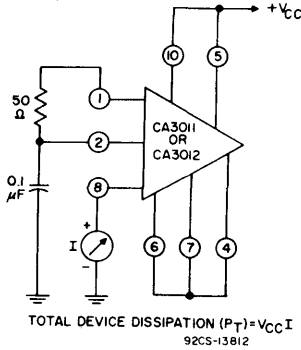 +VCC
10
5
50
Ω
1
CA3011
OR
CA3012
2
0.1
μF
8
+
I
-
6
7
4
TOTAL DEVICE DISSIPATION (PT)=VCC I
92CS-13812